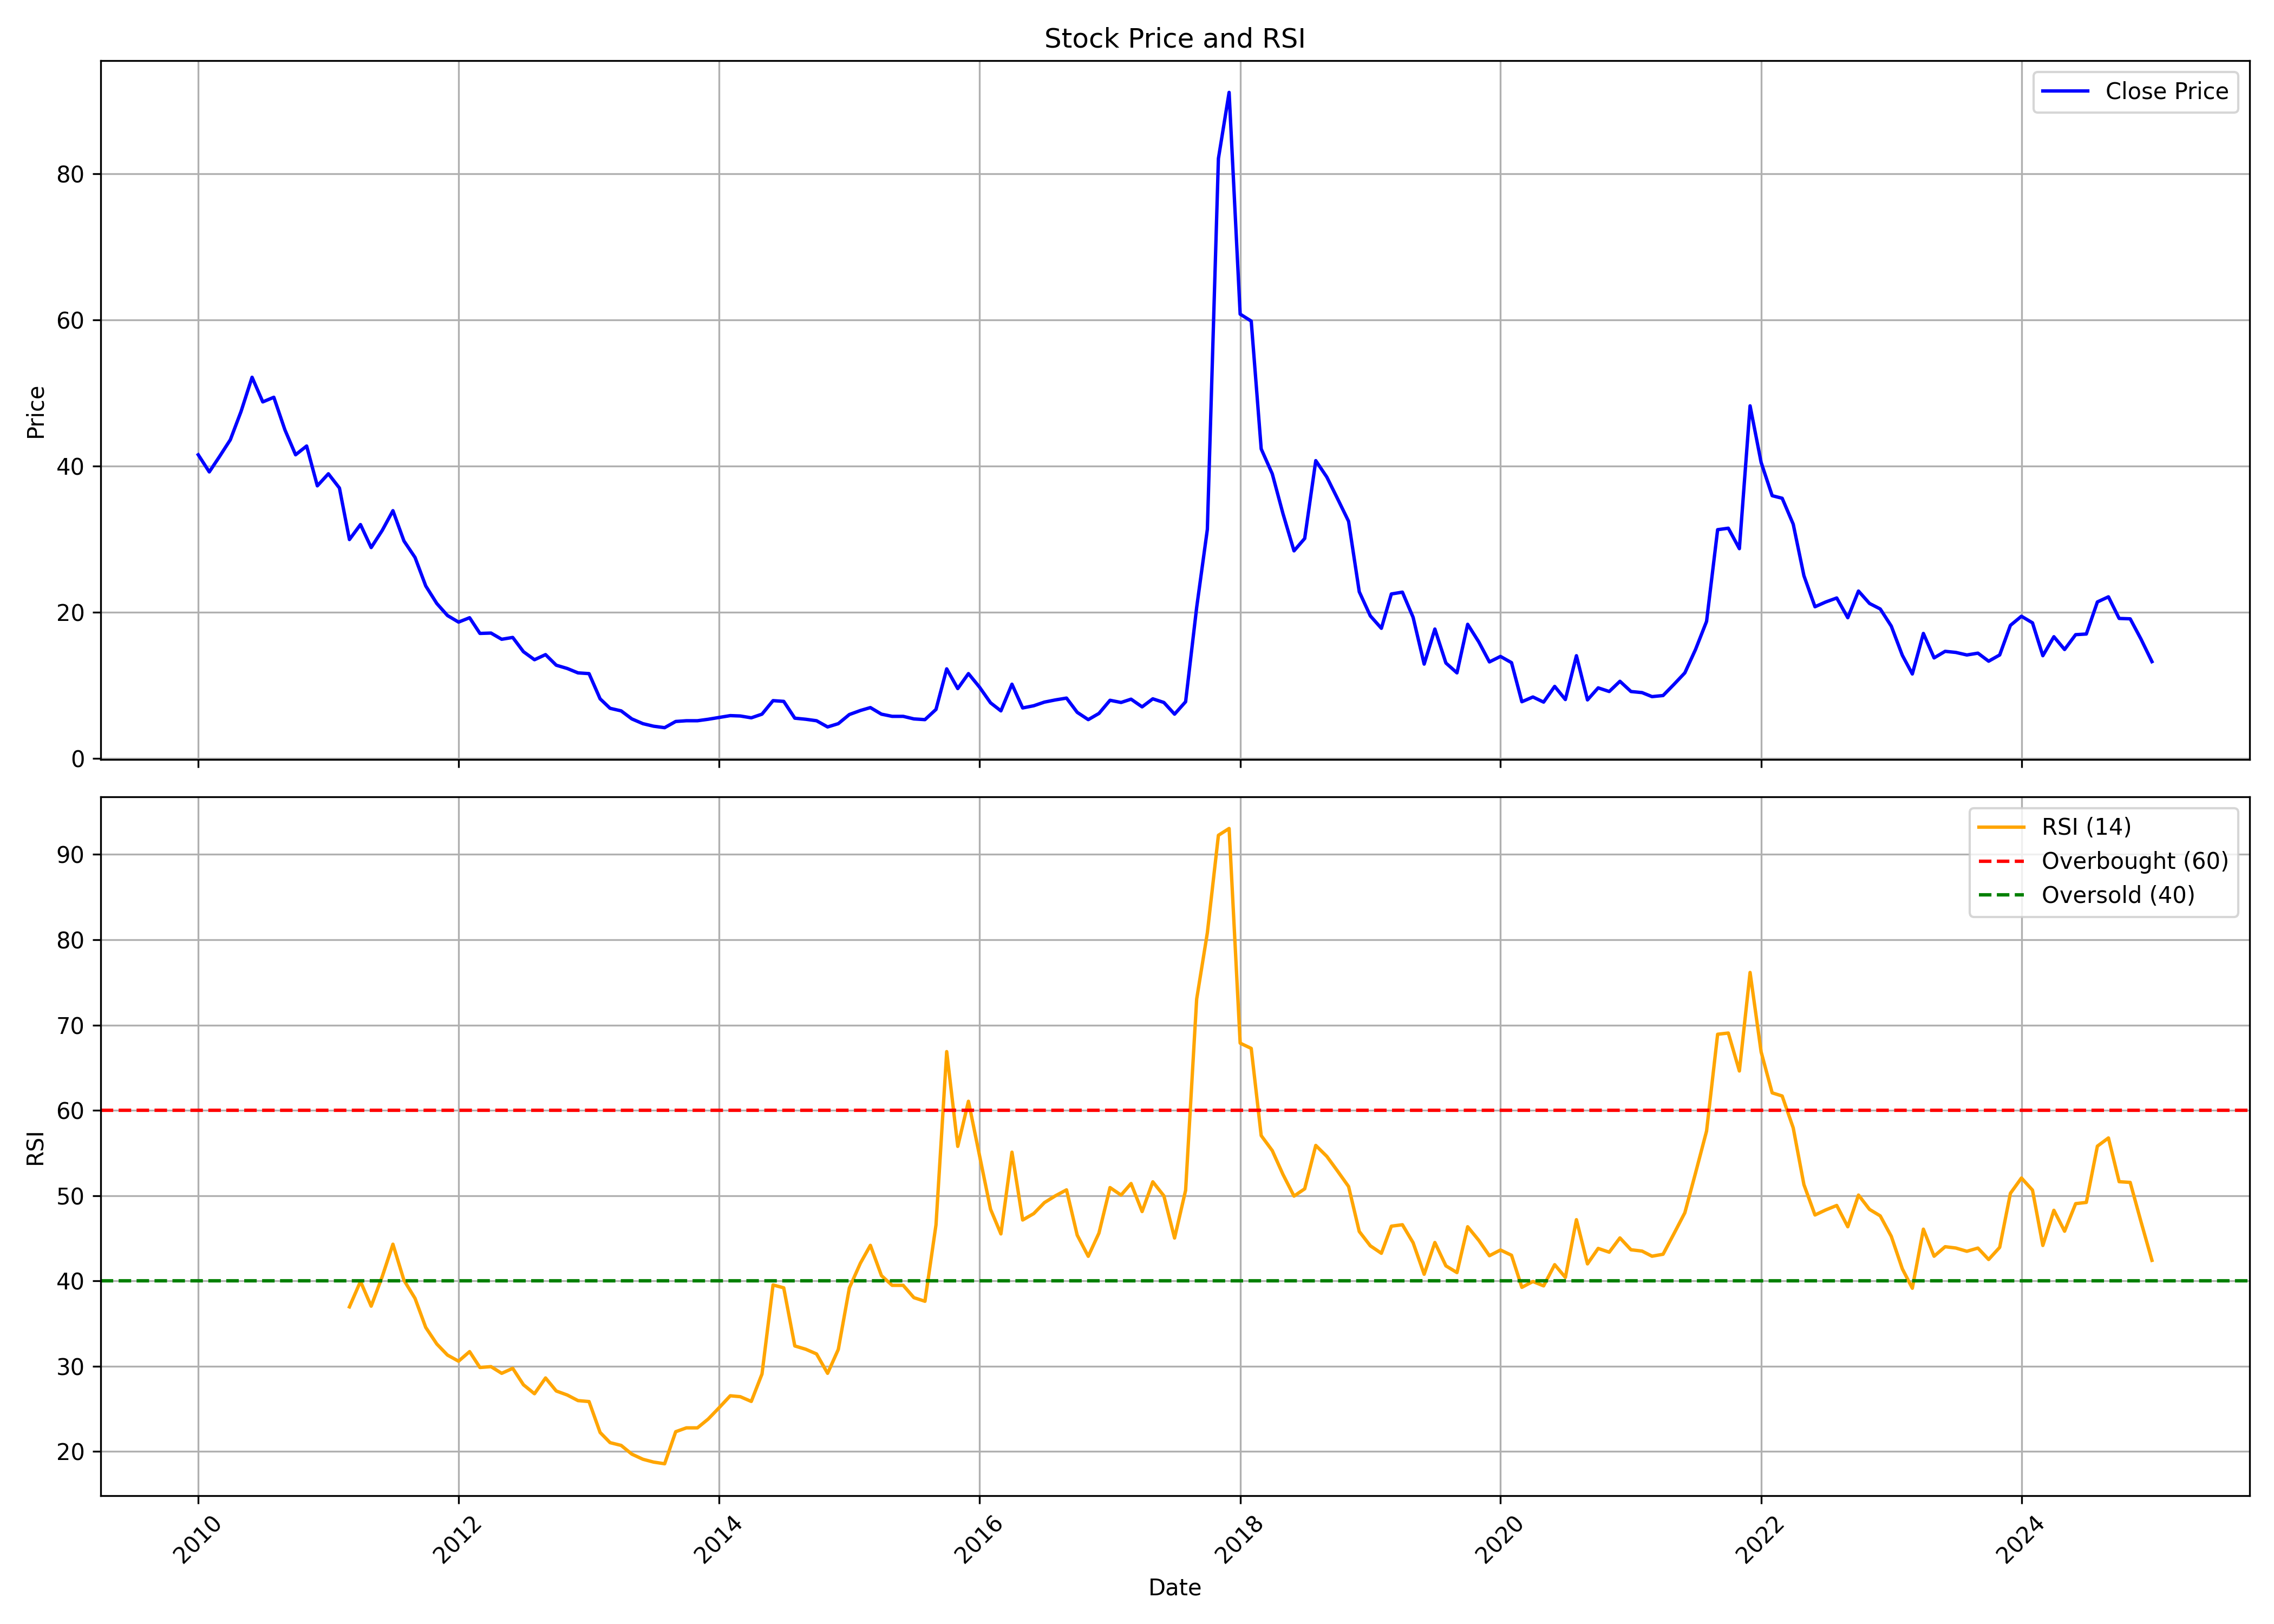 Stock Price and RSI
Close Price
Price
80
60
40
20
0
RSI (14)
Overbought (60)
Oversold (40)
RSI
90
80
70
60
50
40
30
20
2010
2012
2014
2016
2018
2020
2022
2024
Date